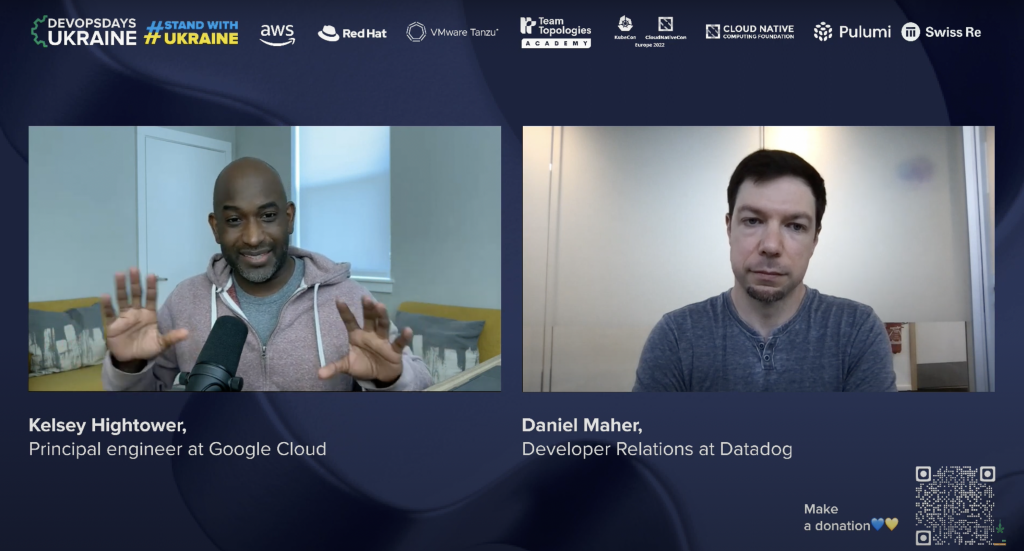 DEVOPSDAYS
UKRAINE
#STAND WITH
#UKRAINE
aws
Red Hat
VMware Tanzu
Team
Topologies
ACADEMY
KubeCon
CloudNativeCon
Europe 2022
CLOUD NATIVE
COMPUTING FOUNDATION
Pulumi
Swiss Re
Kelsey Hightower,
Principal engineer at Google Cloud
Daniel Maher,
Developer Relations at Datadog
Make
a donation💙💛